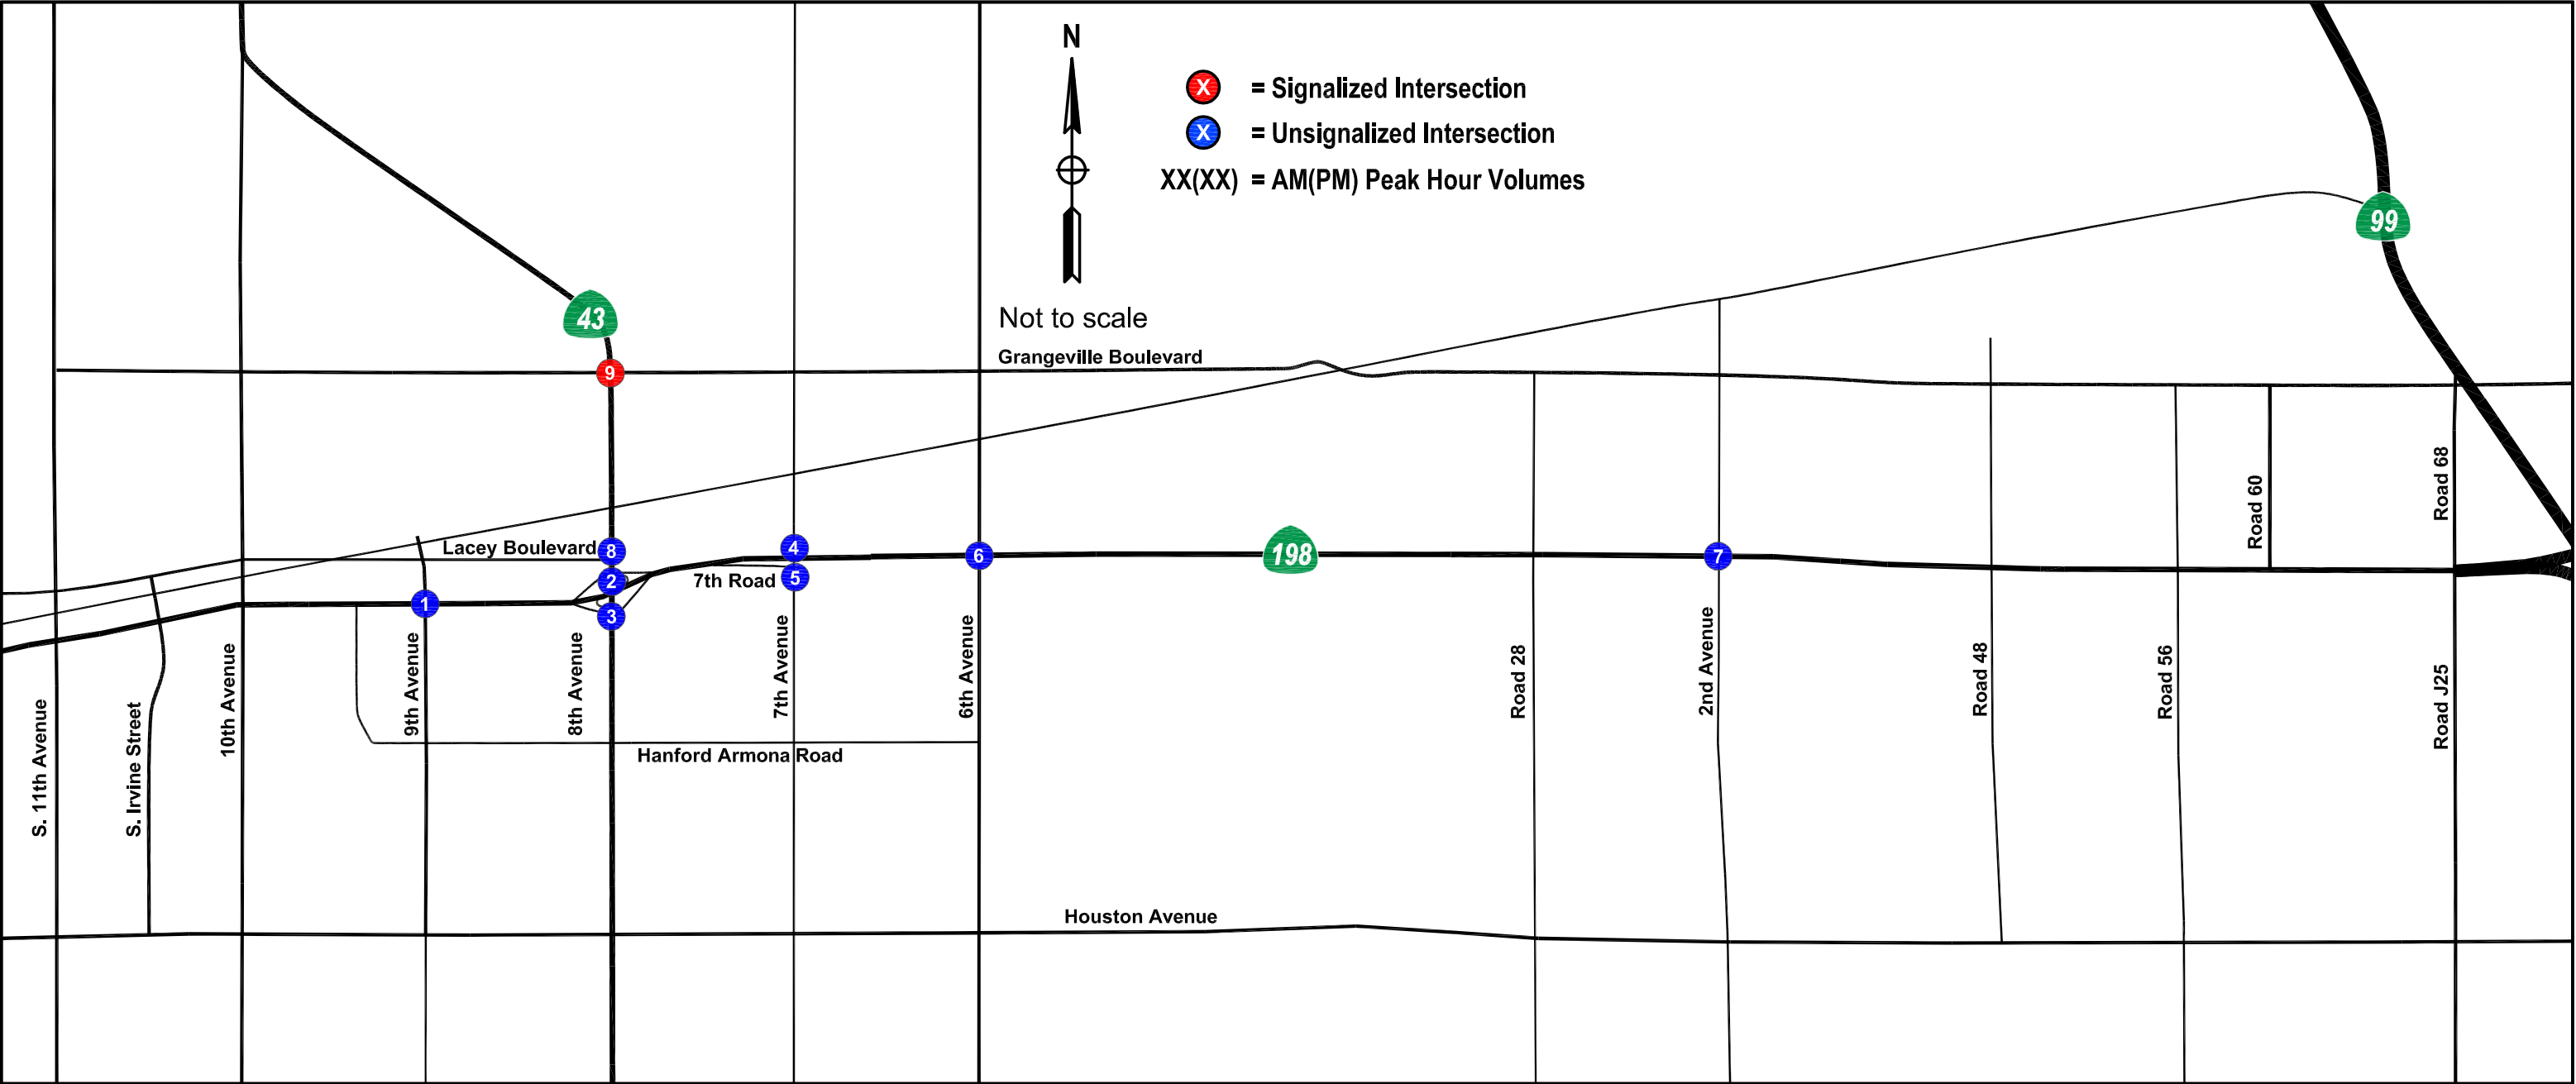 N
X = Signalized Intersection
X = Unsignalized Intersection
XX(XX) = AM(PM) Peak Hour Volumes
99
43
Not to scale
Grangeville Boulevard
9
Road 68
Road 60
Lacey Boulevard
8
4
6
198
7
2
7th Road
5
1
3
S. 11th Avenue
S. Irvine Street
10th Avenue
9th Avenue
8th Avenue
7th Avenue
6th Avenue
Road 28
2nd Avenue
Road 48
Road 56
Road J25
Hanford Armona Road
Houston Avenue